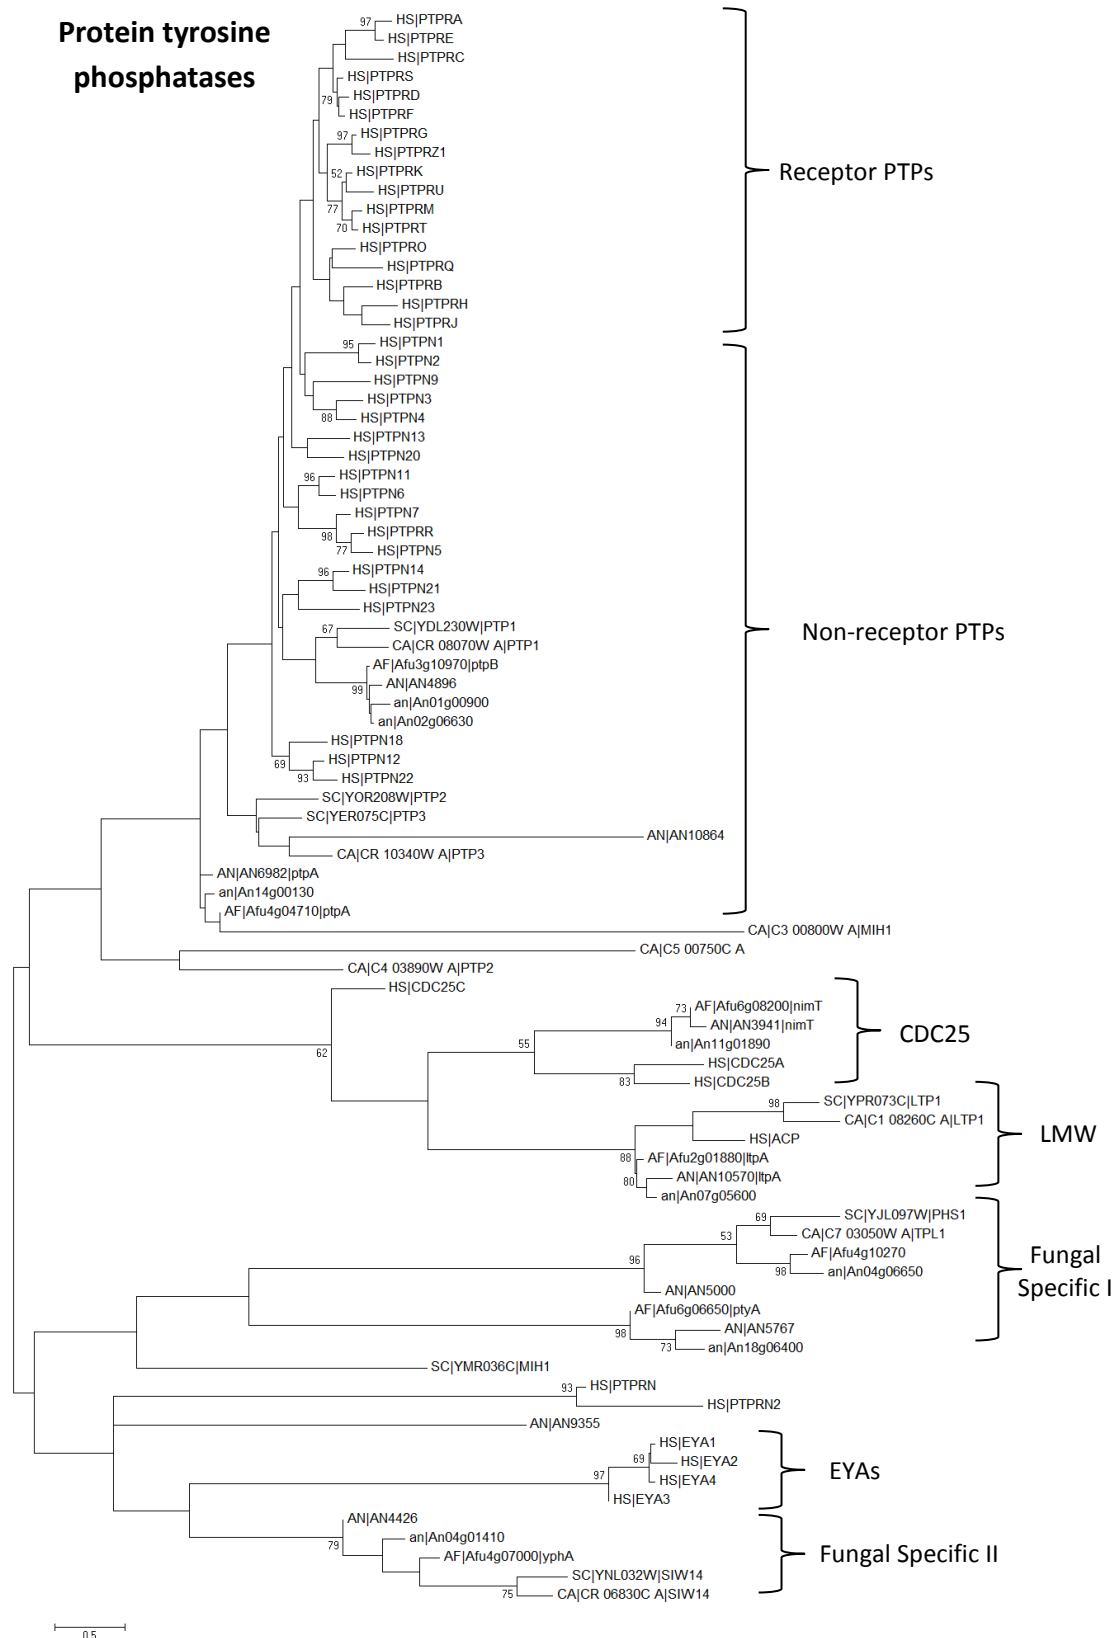 Protein tyrosine
phosphatases
97
HS|PTPRA
HS|PTPRE
HS|PTPRC
HS|PTPRS
HS|PTPRD
79
HS|PTPRF
97
HS|PTPRG
HS|PTPRZ1
52
HS|PTPRK
Receptor PTPs
HS|PTPRU
77
HS|PTPRM
70
HS|PTPRT
HS|PTPRO
HS|PTPRQ
HS|PTPRB
HS|PTPRH
HS|PTPRJ
95
HS|PTPN1
HS|PTPN2
HS|PTPN9
HS|PTPN3
88
HS|PTPN4
HS|PTPN13
HS|PTPN20
96
HS|PTPN11
HS|PTPN6
HS|PTPN7
98
HS|PTPRR
77
HS|PTPN5
96
HS|PTPN14
HS|PTPN21
HS|PTPN23
67
SC|YDL230W|PTP1
Non-receptor PTPs
CA|CR 08070W A|PTP1
AF|Afu3g10970|ptpB
99
AN|AN4896
an|An01g00900
an|An02g06630
HS|PTPN18
69
HS|PTPN12
93
HS|PTPN22
SC|YOR208W|PTP2
SC|YER075C|PTP3
AN|AN10864
CA|CR 10340W A|PTP3
AN|AN6982|ptpA
an|An14g00130
AF|Afu4g04710|ptpA
CA|C3 00800W A|MIH1
CA|C5 00750C A
CA|C4 03890W A|PTP2
HS|CDC25C
73
AF|Afu6g08200|nimT
94
AN|AN3941|nimT
CDC25
55
an|An11g01890
62
HS|CDC25A
83
HS|CDC25B
98
SC|YPR073C|LTP1
CA|C1 08260C A|LTP1
LMW
HS|ACP
88
AF|Afu2g01880|ltpA
80
AN|AN10570|ltpA
an|An07g05600
69
SC|YJL097W|PHS1
53
CA|C7 03050W A|TPL1
96
AF|Afu4g10270
Fungal
Specific I
98
an|An04g06650
AN|AN5000
AF|Afu6g06650|ptyA
98
AN|AN5767
73
an|An18g06400
SC|YMR036C|MIH1
93
HS|PTPRN
HS|PTPRN2
AN|AN9355
HS|EYA1
69
HS|EYA2
97
EYAs
HS|EYA4
HS|EYA3
AN|AN4426
79
an|An04g01410
AF|Afu4g07000|yphA
Fungal Specific II
SC|YNL032W|SIW14
75
CA|CR 06830C A|SIW14
0.5